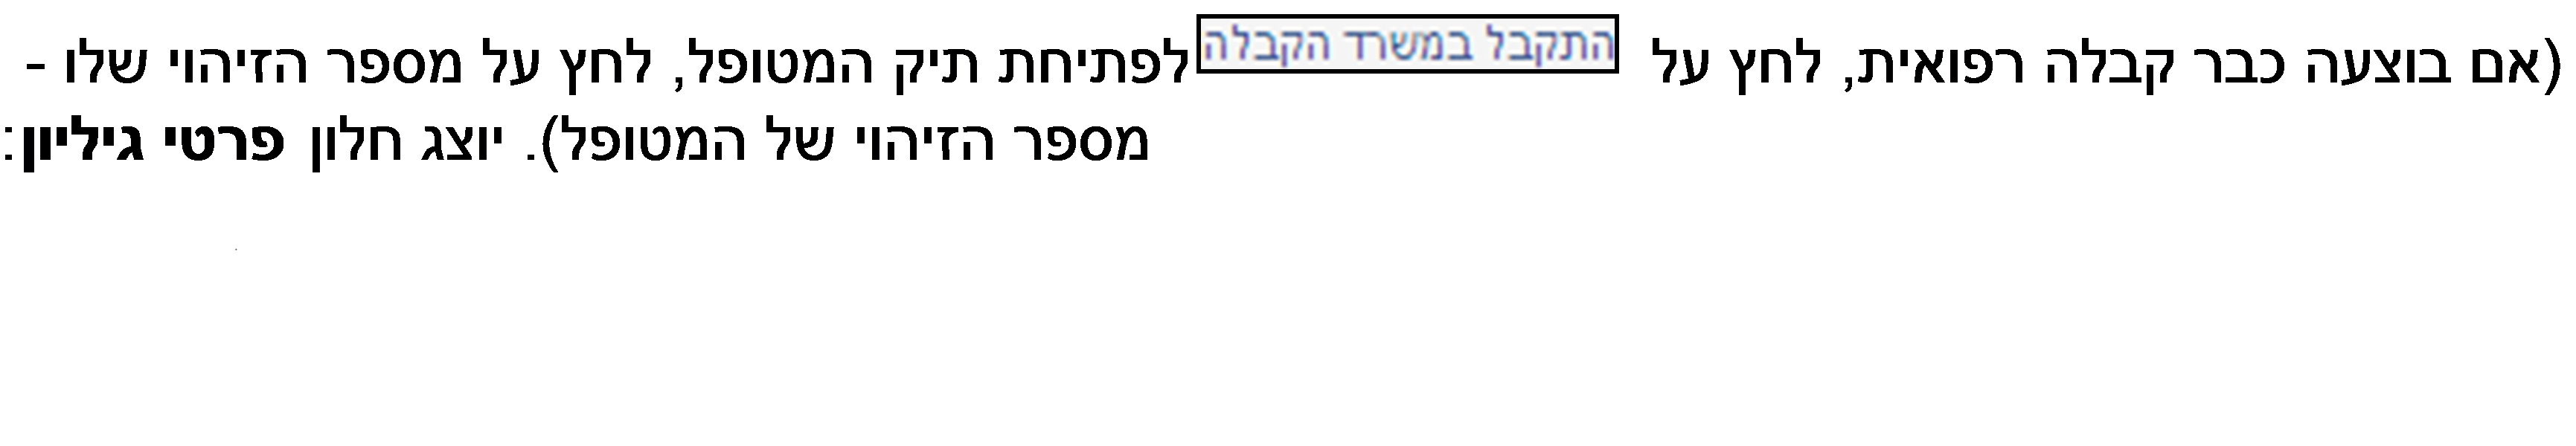 (אם בוצעה כבר קבלה רפואית, לחץ על התקבל במשרד הקבלה לפתיחת תיק המטופל, לחץ על מספר הזיהוי שלו -
מספר הזיהוי של המטופל). יוצג חלון פרטי גיליון: